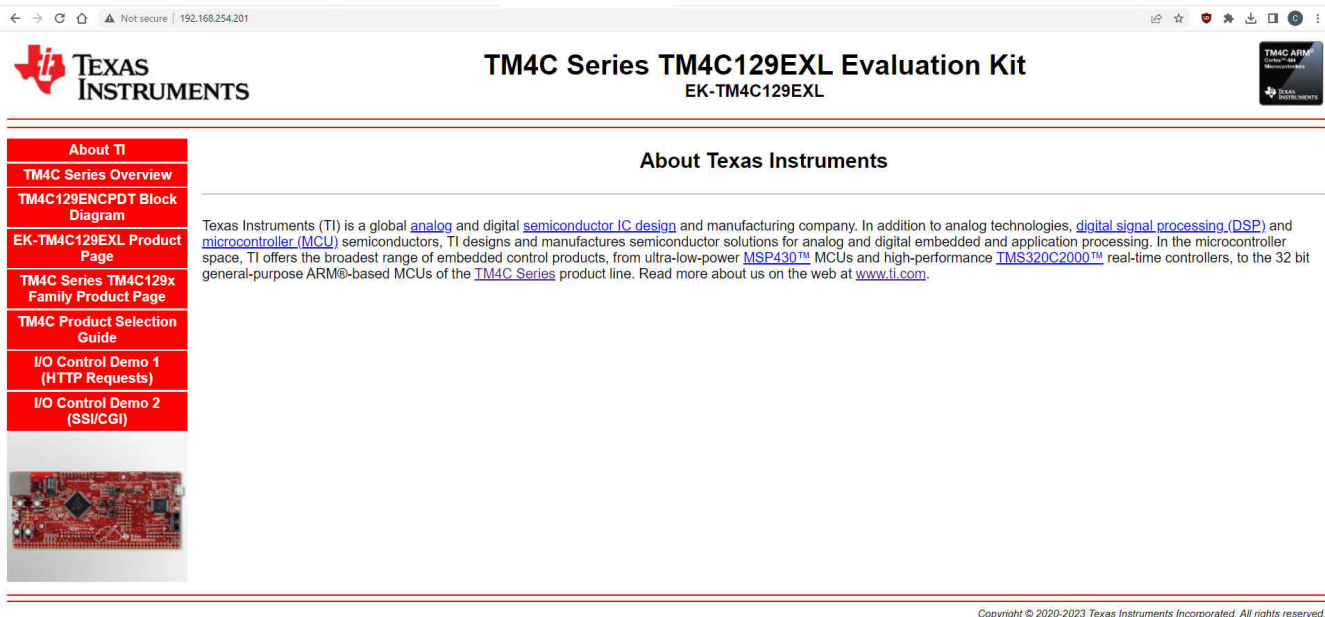 Not secure | 192.168.254.201
C
TEXAS
INSTRUMENTS
TM4C Series TM4C129EXL Evaluation Kit
EK-TM4C129EXL
TM4C ARM®
Cortex™-M4
Microcontrollers
TEXAS
INSTRUMENTS
About TI
TM4C Series Overview
TM4C129ENCPDT Block
Diagram
EK-TM4C129EXL Product
Page
TM4C Series TM4C129x
Family Product Page
TM4C Product Selection
Guide
I/O Control Demo 1
(HTTP Requests)
I/O Control Demo 2
(SSI/CGI)
About Texas Instruments
Texas Instruments (TI) is a global analog and digital semiconductor IC design and manufacturing company. In addition to analog technologies, digital signal processing (DSP) and
microcontroller (MCU) semiconductors, TI designs and manufactures semiconductor solutions for analog and digital embedded and application processing. In the microcontroller
space, TI offers the broadest range of embedded control products, from ultra-low-power MSP430™ MCUs and high-performance TMS320C2000™ real-time controllers, to the 32 bit
general-purpose ARM®-based MCUs of the TM4C Series product line. Read more about us on the web at www.ti.com.
Copyright © 2020-2023 Texas Instruments Incorporated. All rights reserved.